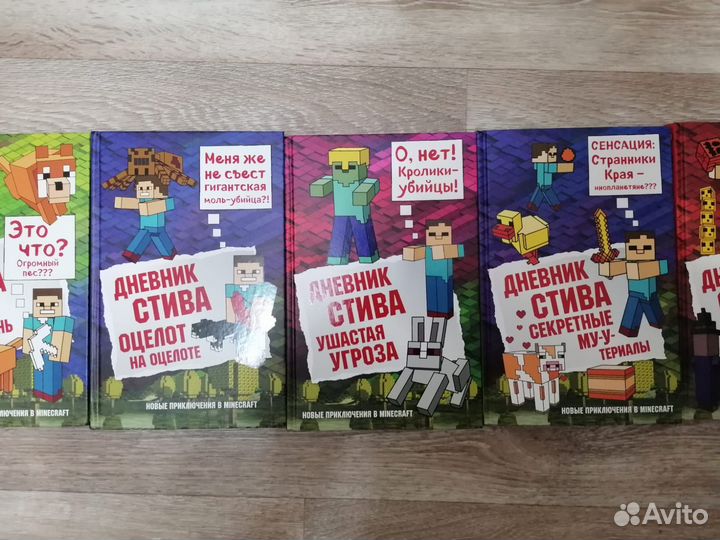 Это
что?
Огромный
пес???
НЬ
Меня же
не съест
гигантская
моль-убийца?!
ДНЕВНИК
СТИВА
ОЦЕЛОТ
НА ОЦЕЛОТЕ
НОВЫЕ ПРИКЛЮЧЕНИЯ В MINECRAFT
О, нет!
Кролики-
убийцы!
ДНЕВНИК
СТИВА
УШАСТАЯ
УГРОЗА
НОВЫЕ ПРИКЛЮЧЕНИЯ В MINECRAFT
СЕНСАЦИЯ:
Странники
Края –
инопланетяне???
ДНЕВНИК
СТИВА
СЕКРЕТНЫЕ
МУ-У-
ТЕРИАЛЫ
НОВЫЕ ПРИКЛЮЧЕНИЯ В MINECRAFT
Avito